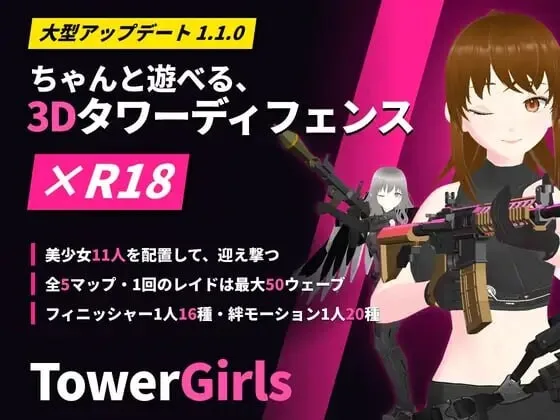 大型アップデート 1.1.0
ちゃんと遊べる、
3Dタワーディフェンス
×R18
美少女11人を配置して、迎え撃つ
全5マップ・1回のレイドは最大50ウェーブ
フィニッシャー1人16種・絆モーション1人20種
TowerGirls